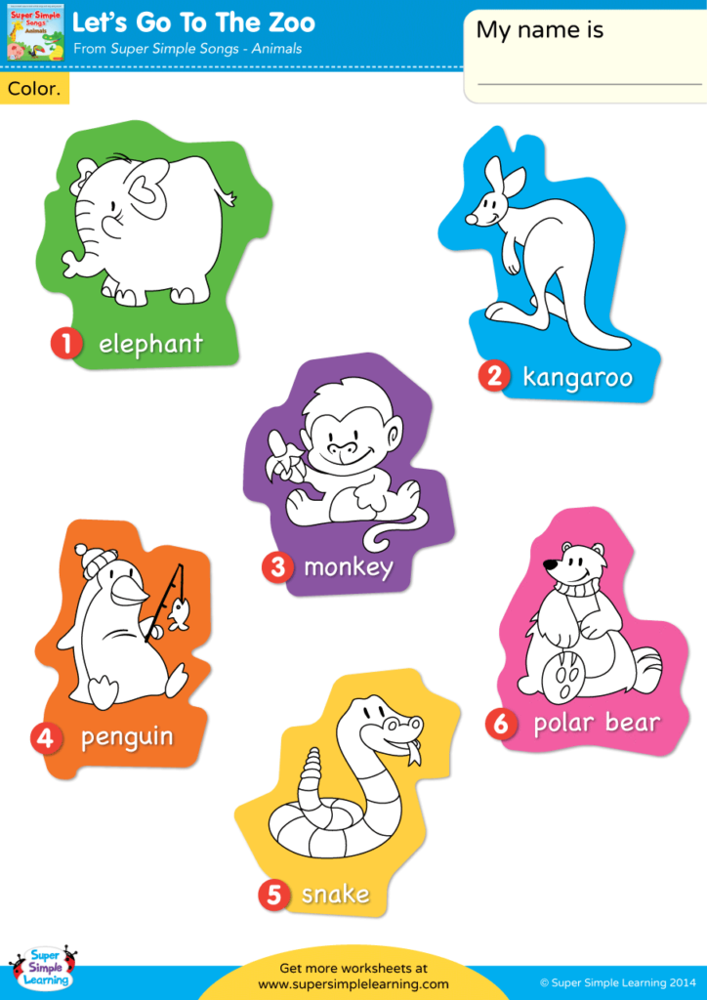 Super Simple
Songs
Animals
Let's Go To The Zoo
From Super Simple Songs - Animals
My name is
Color.
1 elephant
2 kangaroo
3 monkey
4 penguin
5 snake
6 polar bear
Super
Simple
Learning
Get more worksheets at
www.supersimplelearning.com
© Super Simple Learning 2014